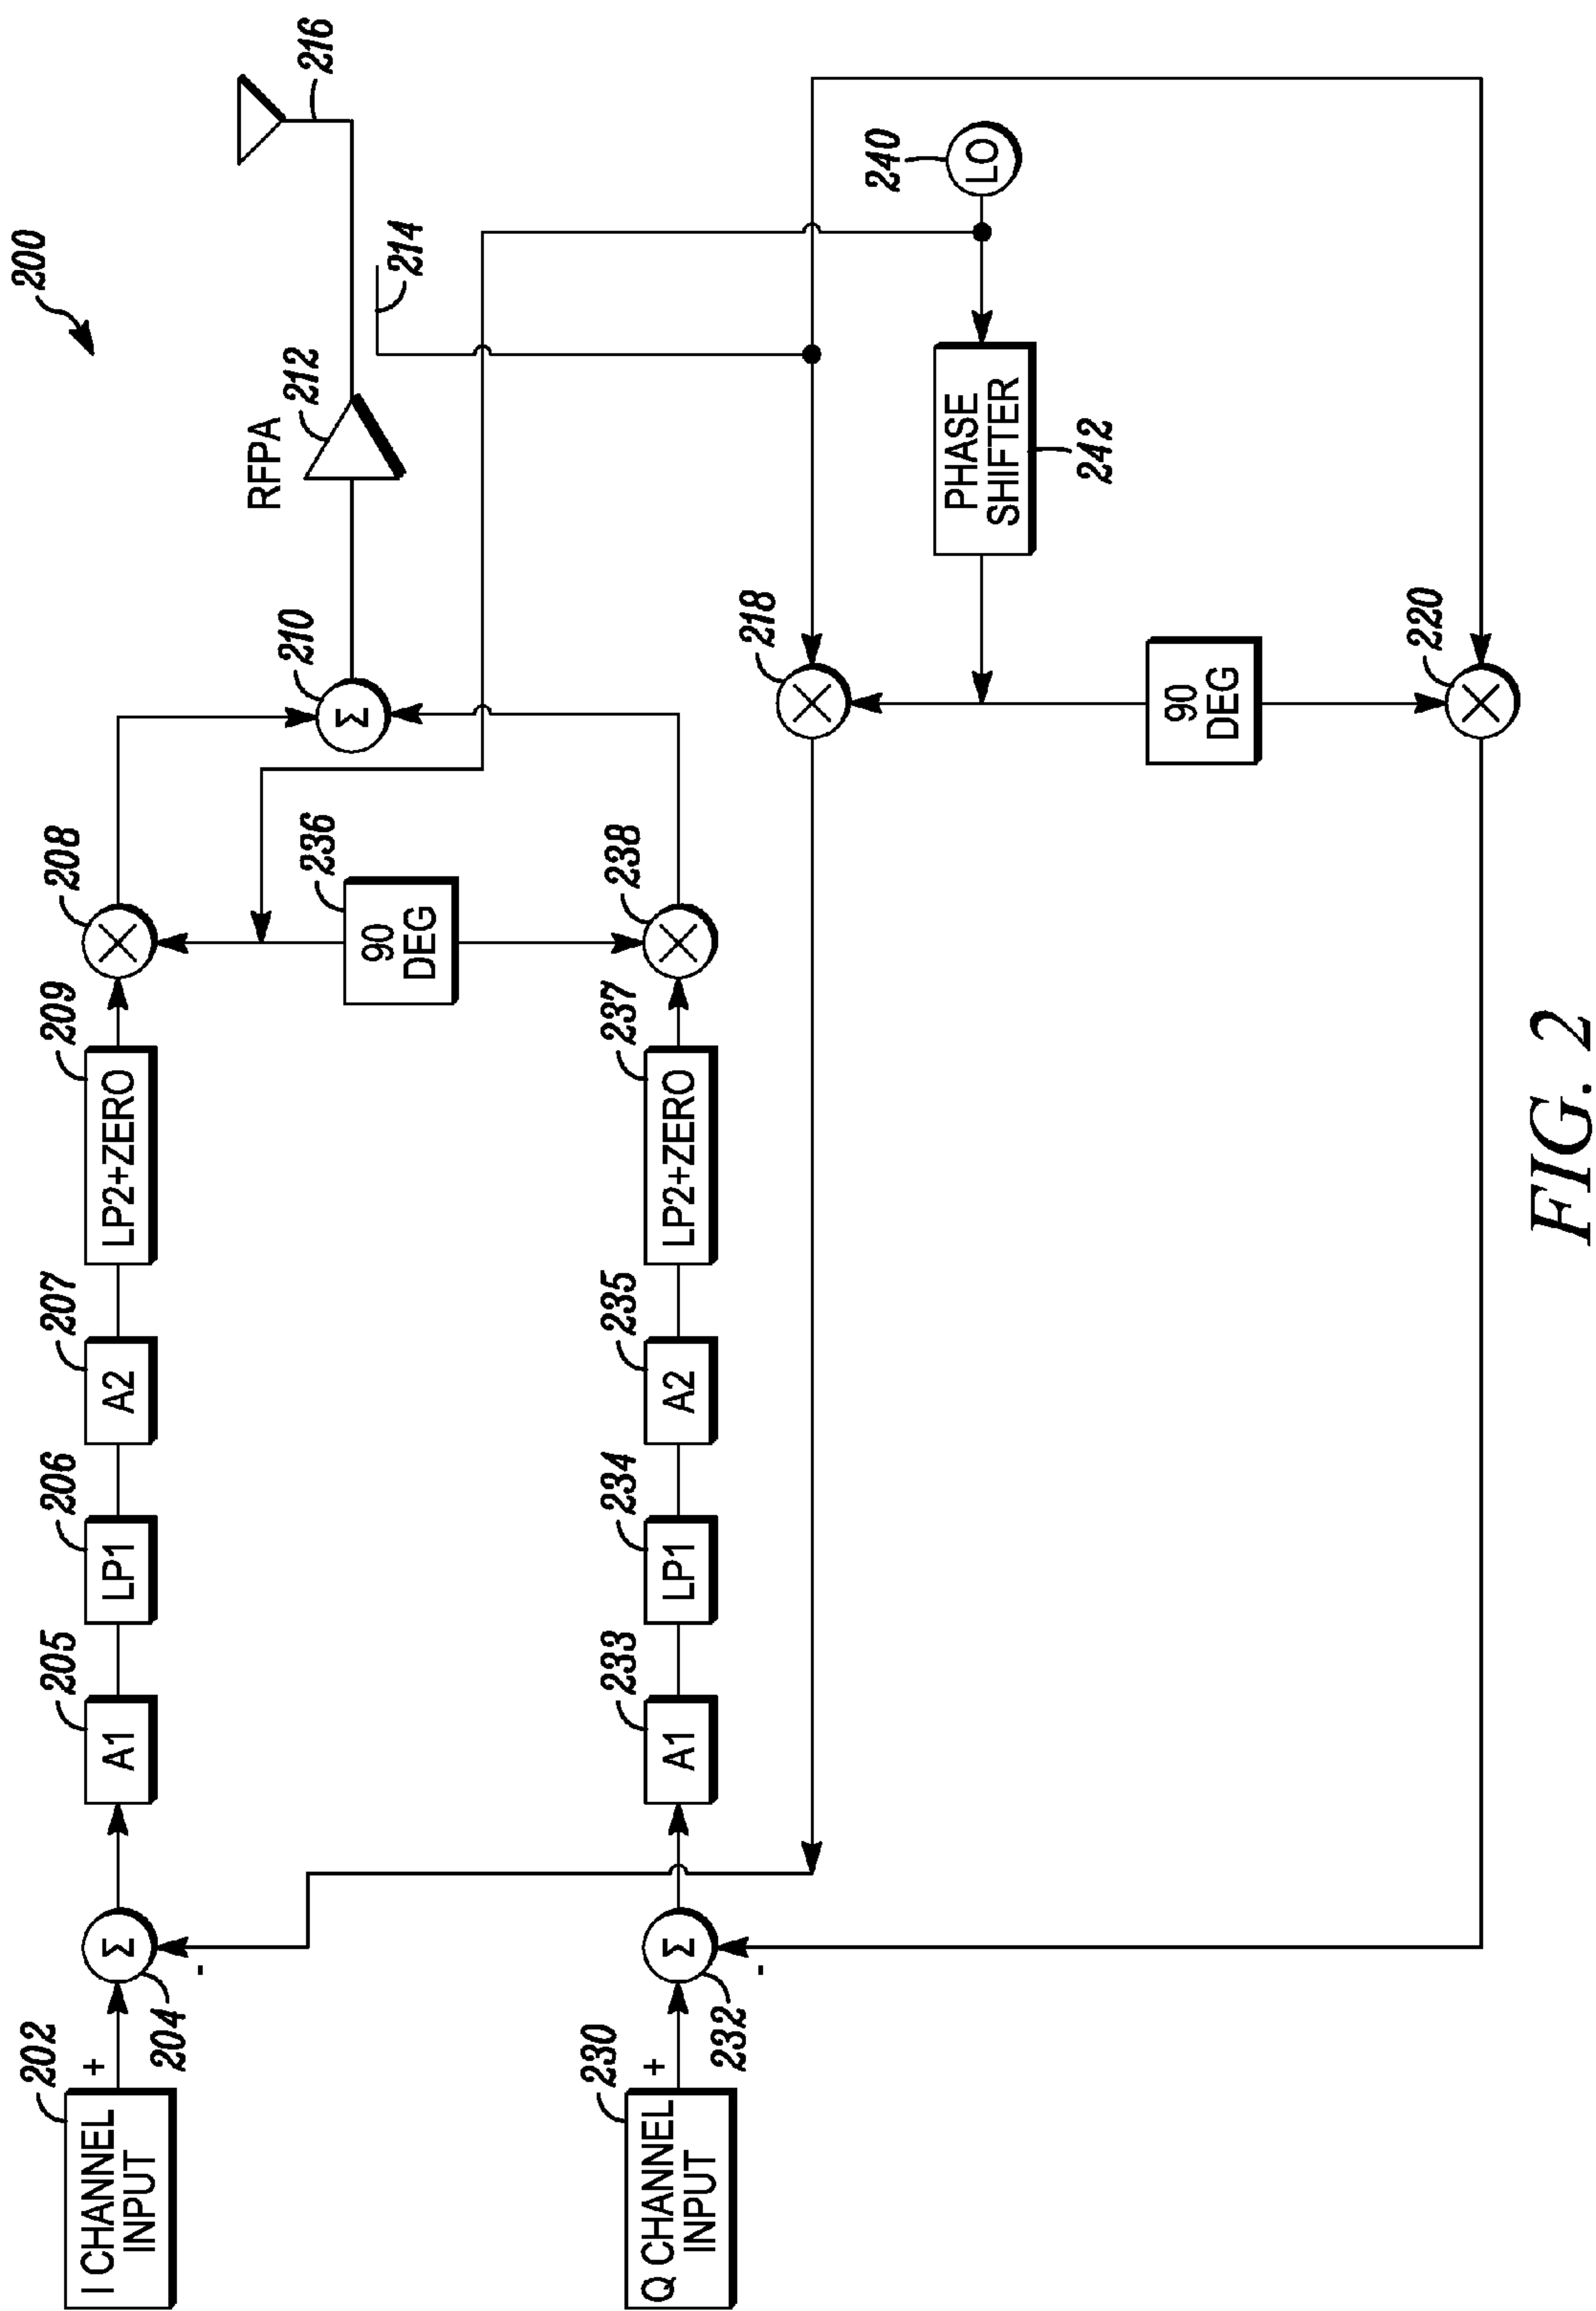 200
216
214
212
RFPA
210
208
209
LP2+ZERO
207
A2
206
LP1
205
A1
Σ
204
-
+
202
I CHANNEL
INPUT
Σ
236
90
DEG
238
237
LP2+ZERO
235
A2
234
LP1
233
A1
Σ
232
-
+
230
Q CHANNEL
INPUT
240
LO
PHASE
SHIFTER
242
218
90
DEG
220
FIG. 2